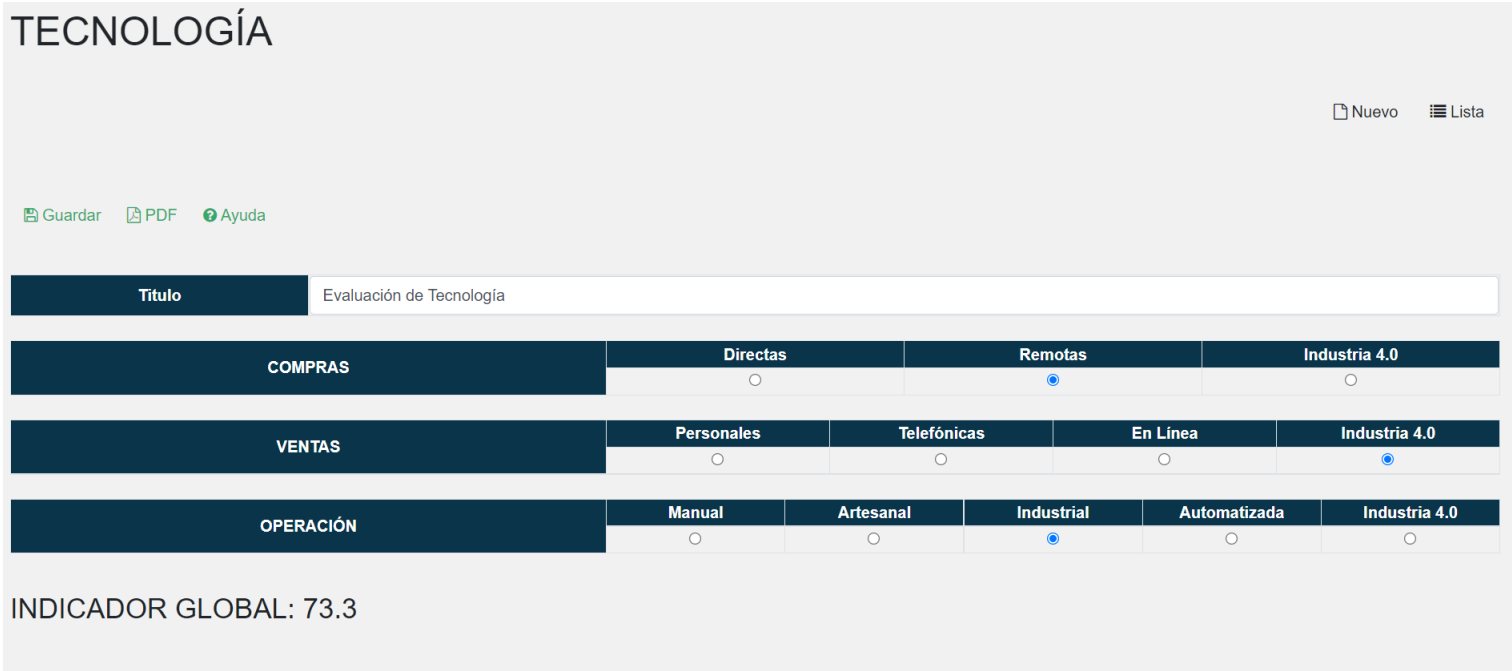 TECNOLOGÍA
Nuevo Lista
Guardar PDF Ayuda
Titulo Evaluación de Tecnología
COMPRAS Directas Remotas Industria 4.0
VENTAS Personales Telefónicas En Línea Industria 4.0
OPERACIÓN Manual Artesanal Industrial Automatizada Industria 4.0
INDICADOR GLOBAL: 73.3